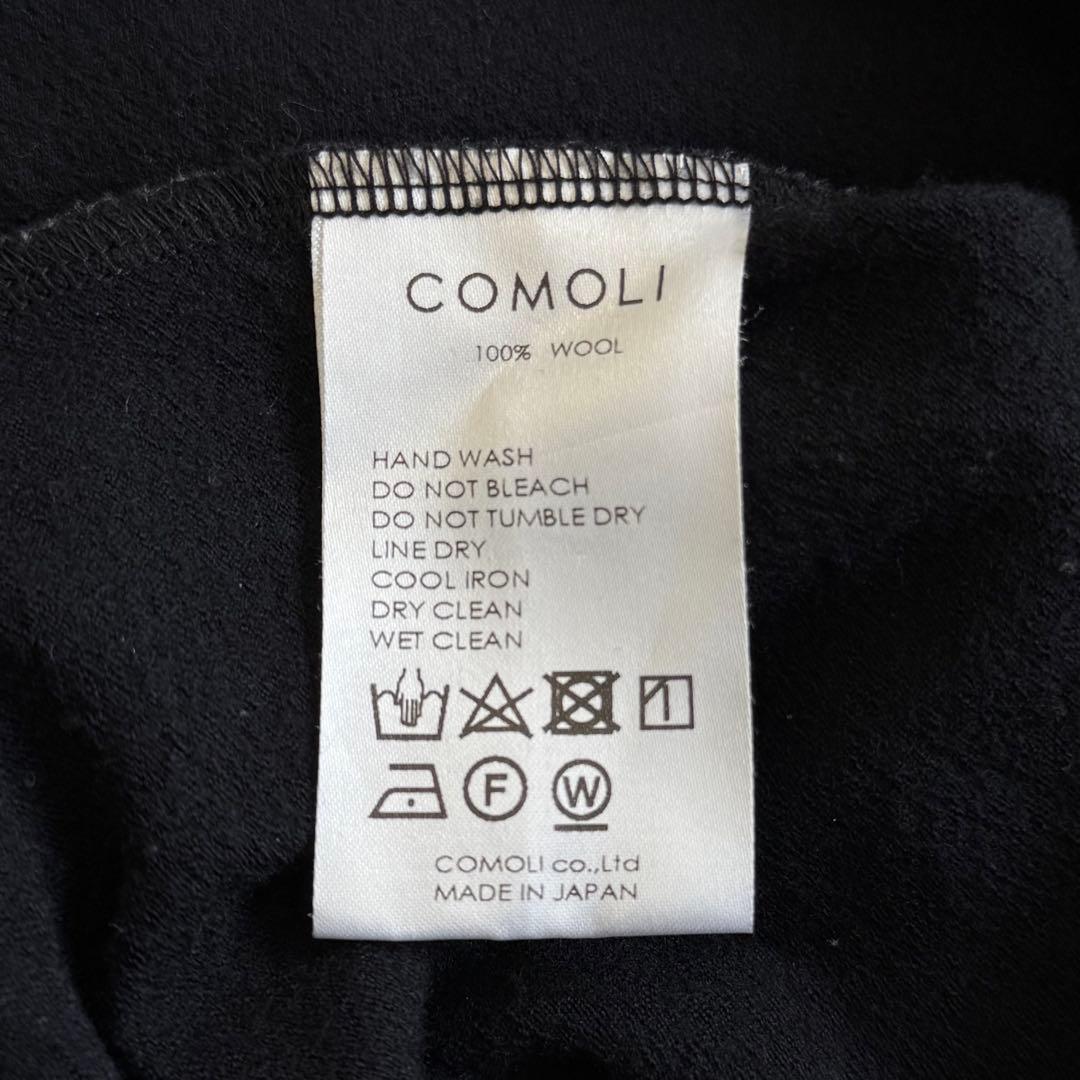 COMOLI
100% WOOL
HAND WASH
DO NOT BLEACH
DO NOT TUMBLE DRY
LINE DRY
COOL IRON
DRY CLEAN
WET CLEAN
F W
COMOLI co.,Ltd
MADE IN JAPAN